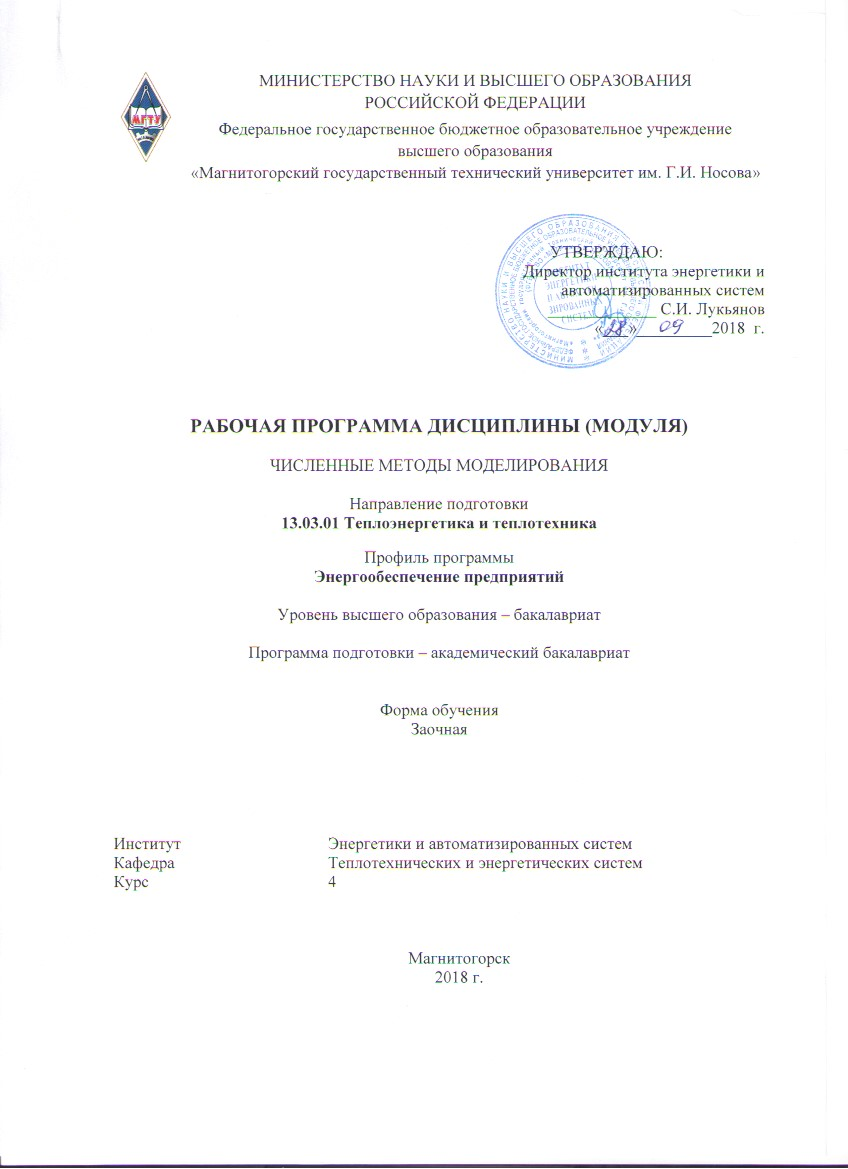 МИНИСТЕРСТВО НАУКИ И ВЫСШЕГО ОБРАЗОВАНИЯ
РОССИЙСКОЙ ФЕДЕРАЦИИ
Федеральное государственное бюджетное образовательное учреждение
высшего образования
«Магнитогорский государственный технический университет им. Г.И. Носова»
МГТУ
УТВЕРЖДАЮ:
Директор института энергетики и
автоматизированных систем
С.И. Лукьянов
«28» 09 2018 г.
РАБОЧАЯ ПРОГРАММА ДИСЦИПЛИНЫ (МОДУЛЯ)
ЧИСЛЕННЫЕ МЕТОДЫ МОДЕЛИРОВАНИЯ
Направление подготовки
13.03.01 Теплоэнергетика и теплотехника
Профиль программы
Энергообеспечение предприятий
Уровень высшего образования – бакалавриат
Программа подготовки – академический бакалавриат
Форма обучения
Заочная
Институт Энергетики и автоматизированных систем
Кафедра Теплотехнических и энергетических систем
Курс 4
Магнитогорск
2018 г.